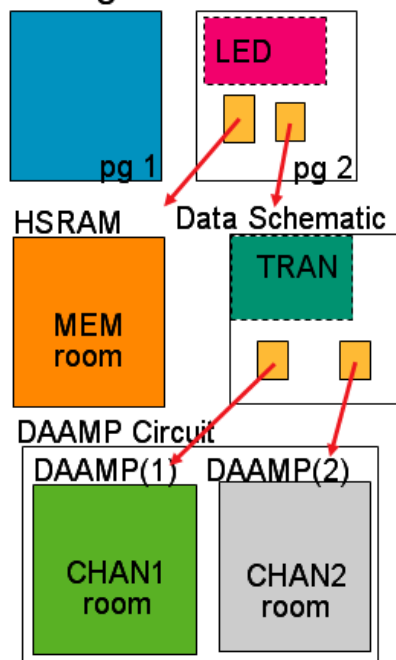 LED
pg 1
pg 2
HSRAM
Data Schematic
MEM
room
TRAN
DAAMP Circuit
DAAMP(1)
DAAMP(2)
CHAN1
room
CHAN2
room